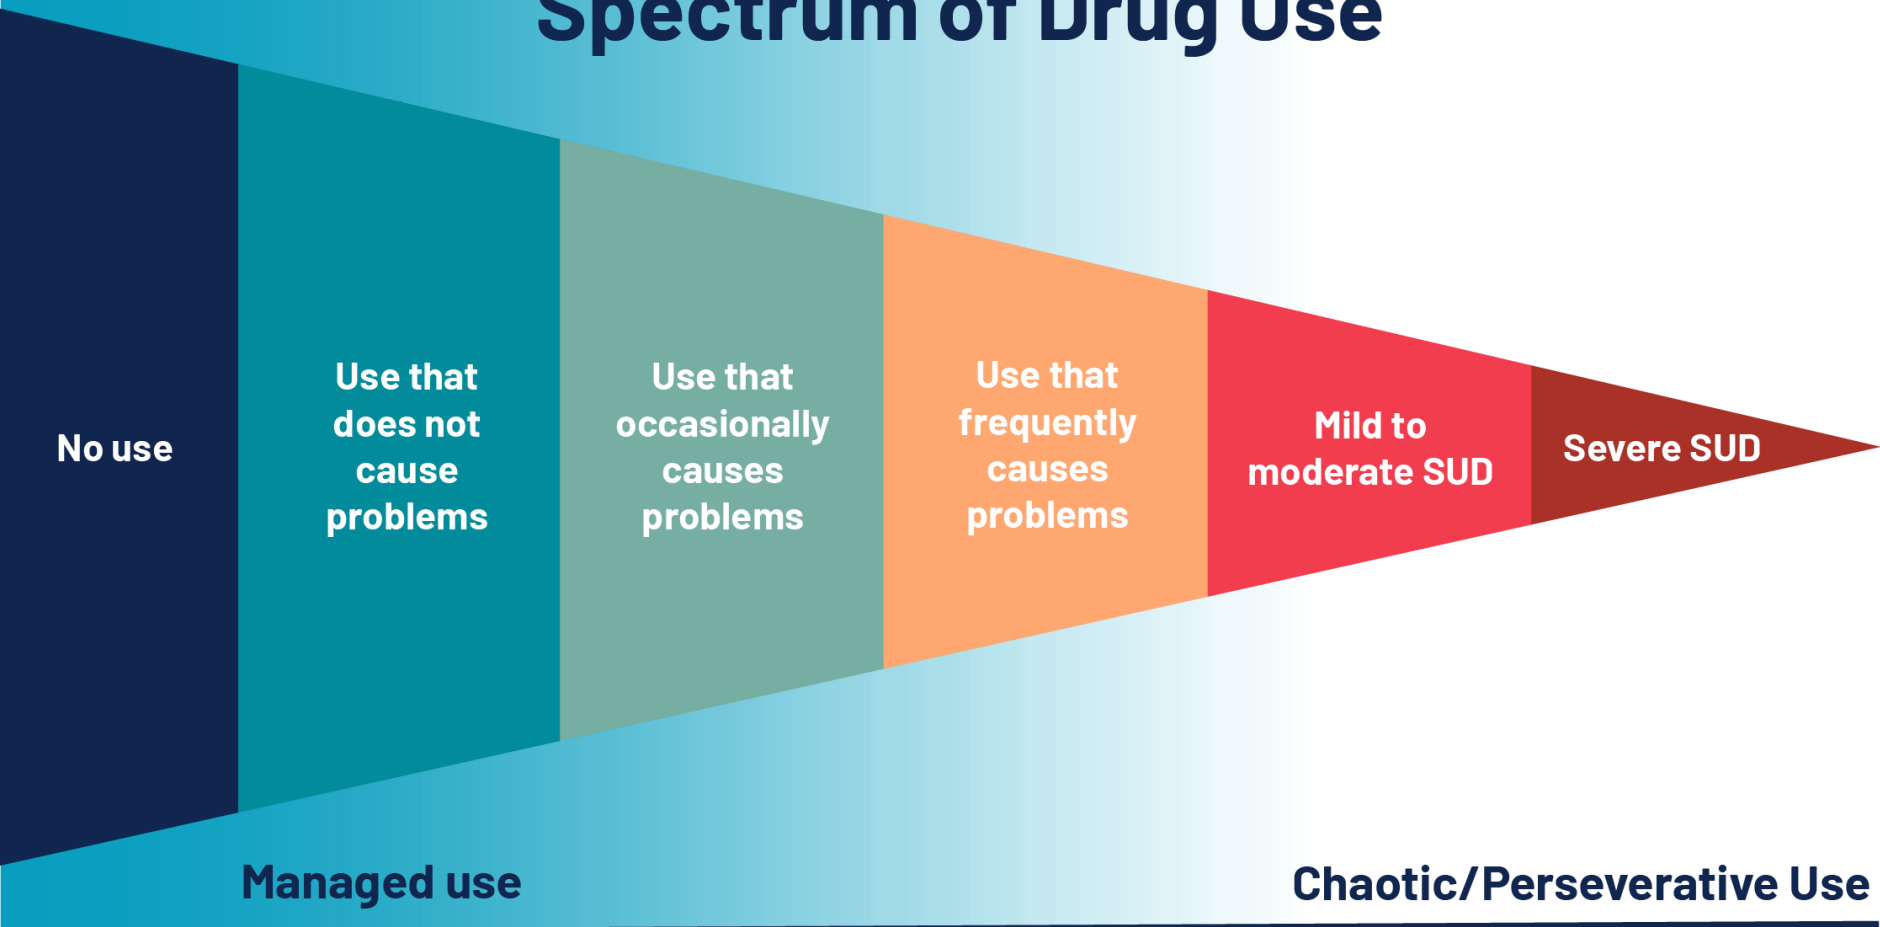 Spectrum of Drug Use
No use
Use that
does not
cause
problems
Use that
occasionally
causes
problems
Use that
frequently
causes
problems
Mild to
moderate SUD
Severe SUD
Managed use
Chaotic/Perseverative Use